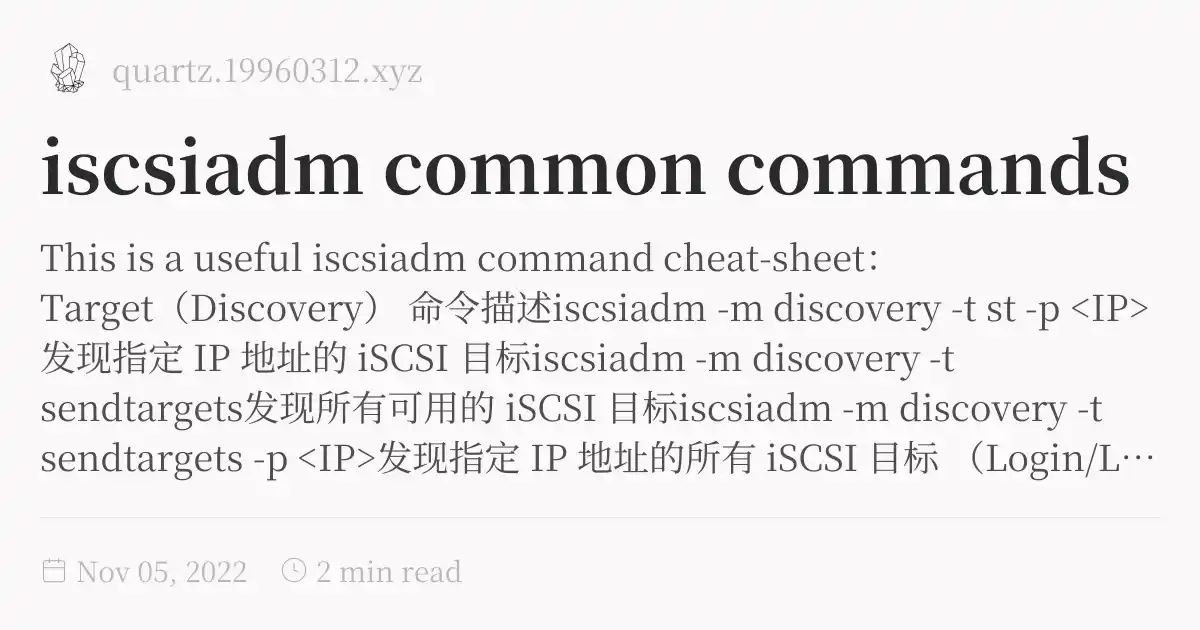 quartz.19960312.xyz
iscsiadm common commands
This is a useful iscsiadm command cheat-sheet:
Target（Discovery） 命令描述iscsiadm -m discovery -t st -p <IP>
发现指定 IP 地址的 iSCSI 目标iscsiadm -m discovery -t
sendtargets发现所有可用的 iSCSI 目标iscsiadm -m discovery -t
sendtargets -p <IP>发现指定 IP 地址的所有 iSCSI 目标 （Login/L…
Nov 05, 2022 2 min read